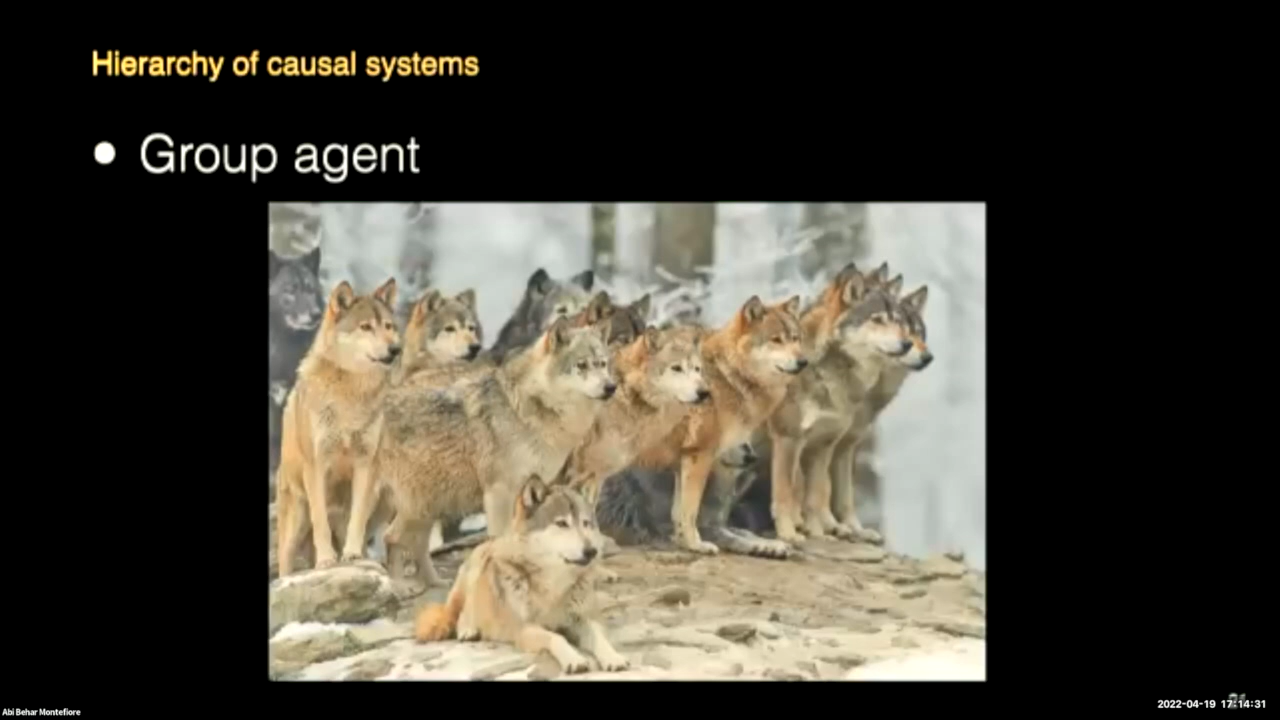 Hierarchy of causal systems
• Group agent
Abi Behar Montefiore
2022-04-19 17:14:31